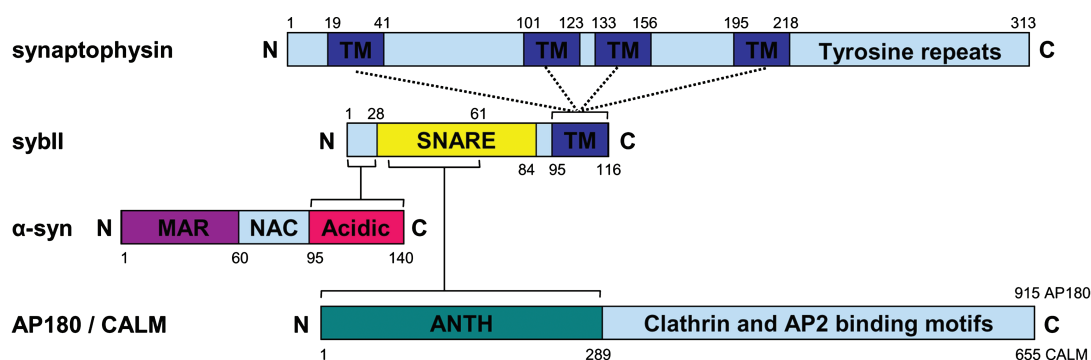 1 19 41 101 123 133 156 195 218 313
synaptophysin N TM TM TM TM Tyrosine repeats C
1 28 61
sybII N SNARE TM C
84 95 116
α-syn N MAR NAC Acidic C
1 60 95 140
915 AP180
AP180 / CALM N ANTH Clathrin and AP2 binding motifs C
1 289 655 CALM